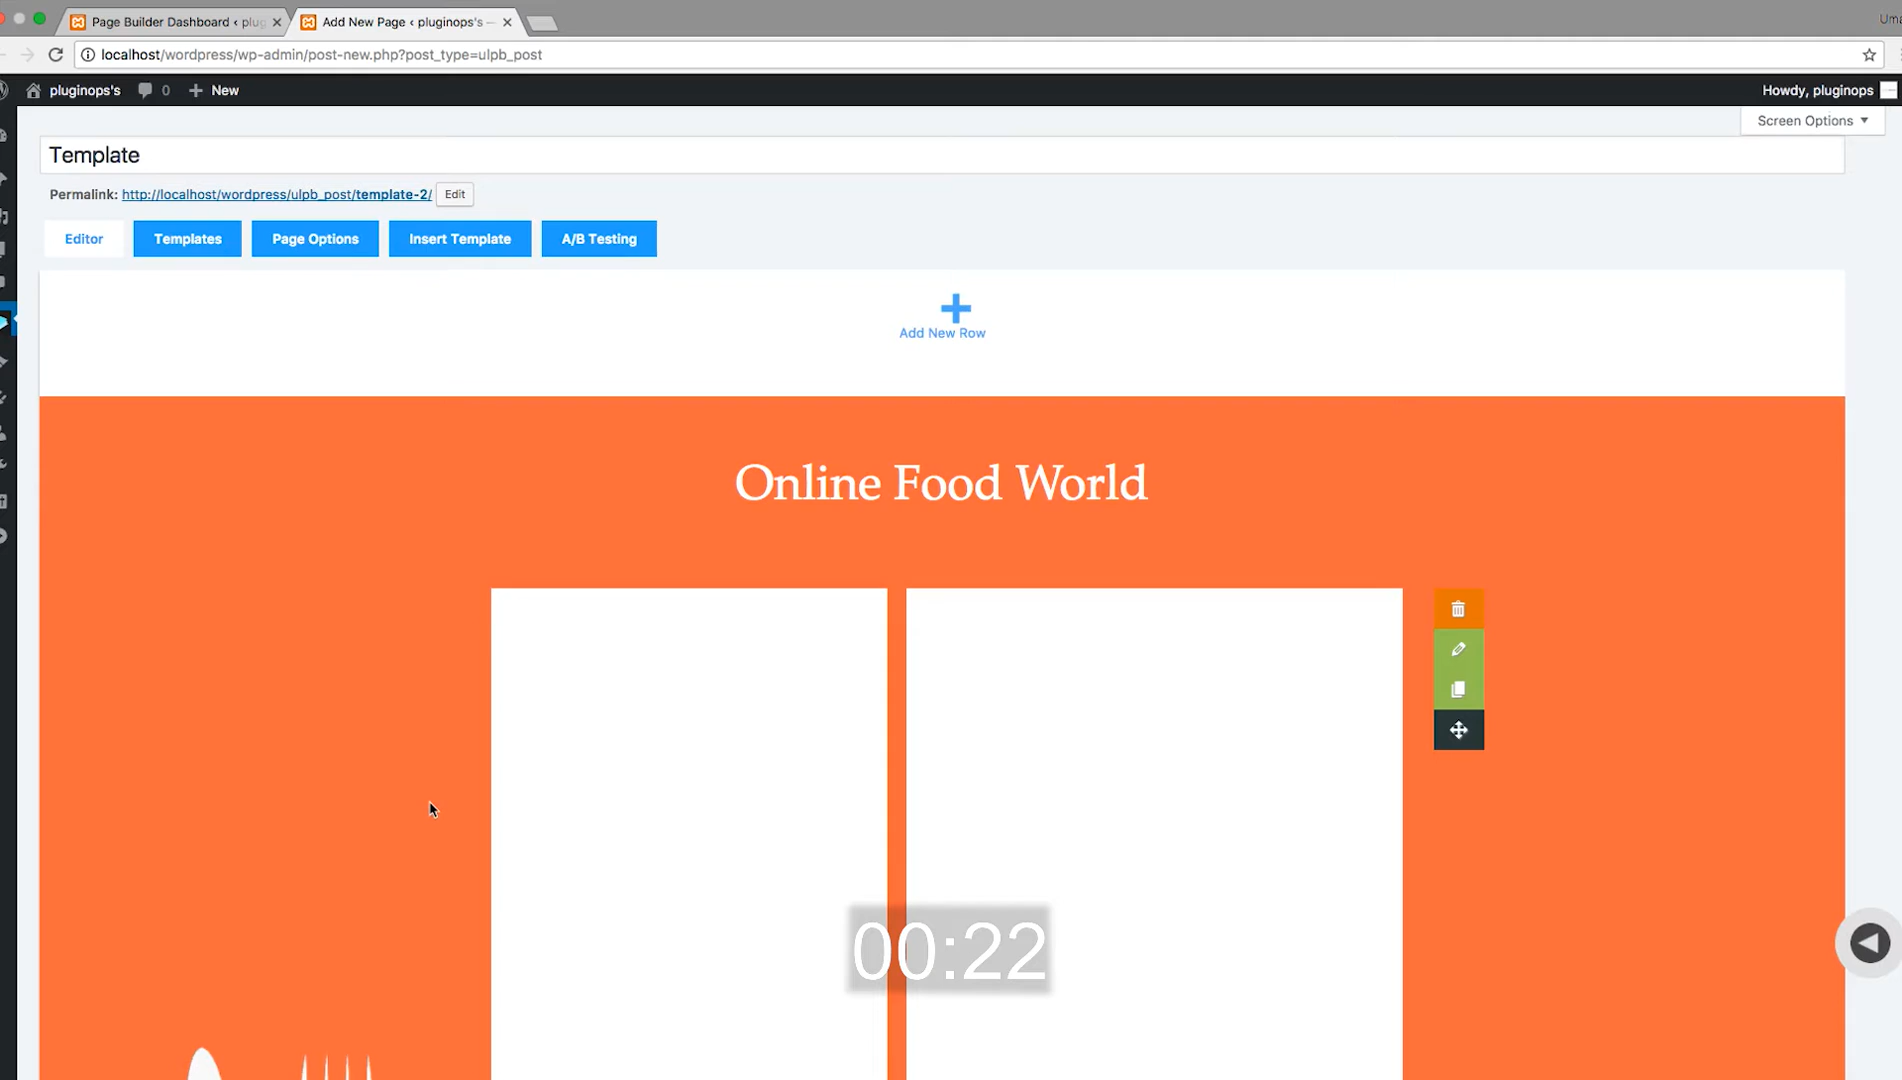 Page Builder Dashboard ‹ plug
Add New Page ‹ pluginops's —
Uma
localhost/wordpress/wp-admin/post-new.php?post_type=ulpb_post
pluginops's 0 New
Howdy, pluginops
Screen Options
Template
Permalink: http://localhost/wordpress/ulpb_post/template-2/ Edit
Editor Templates Page Options Insert Template A/B Testing
Add New Row
Online Food World
00:22